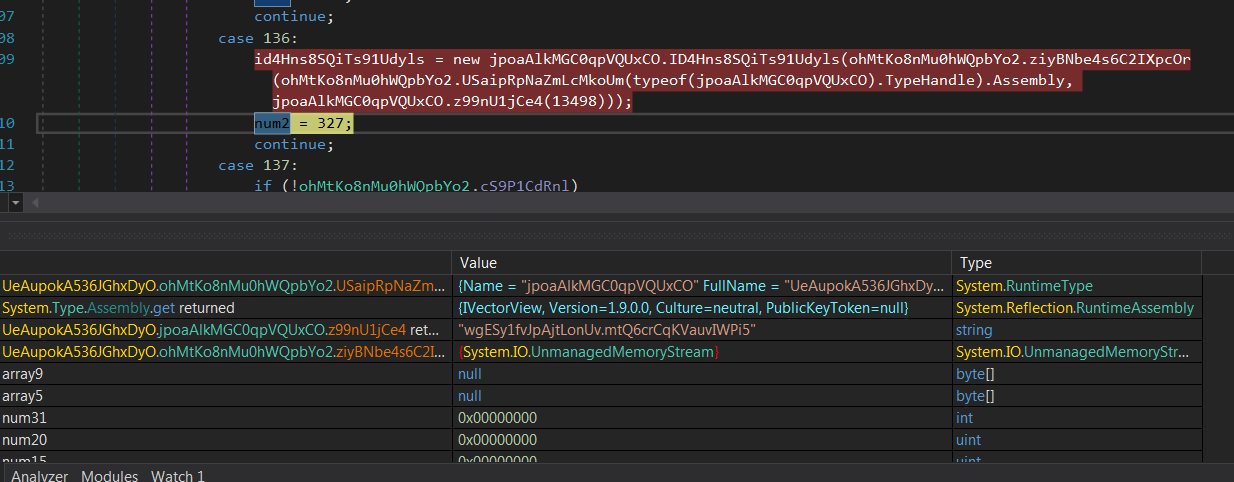 07 continue;
08 case 136:
09 id4Hns8SQiTs91Udyls = new jpoaAlkMGC0qpVQUxCO.ID4Hns8SQiTs91Udyls(ohMtKo8nMu0hWQpbYo2.ziyBNbe4s6C2IXpcOr
(ohMtKo8nMu0hWQpbYo2.USaipRpNaZmLcMkoUm(typeof(jpoaAlkMGC0qpVQUxCO).TypeHandle).Assembly,
jpoaAlkMGC0qpVQUxCO.z99nU1jCe4(13498)));
10 num2 = 327;
11 continue;
12 case 137:
13 if (!ohMtKo8nMu0hWQpbYo2.cS9P1CdRnl)
Value Type
UeAupokA536JGhxDyO.ohMtKo8nMu0hWQpbYo2.USaipRpNaZm... {Name = "jpoaAlkMGC0qpVQUxCO" FullName = "UeAupokA536JGhxDy... System.RuntimeType
System.Type.Assembly.get returned {IVectorView, Version=1.9.0.0, Culture=neutral, PublicKeyToken=null} System.Reflection.RuntimeAssembly
UeAupokA536JGhxDyO.jpoaAlkMGC0qpVQUxCO.z99nU1jCe4 ret... "wgESy1fvJpAjtLonUv.mtQ6crCqKVauvIWPi5" string
UeAupokA536JGhxDyO.ohMtKo8nMu0hWQpbYo2.ziyBNbe4s6C2I... {System.IO.UnmanagedMemoryStream} System.IO.UnmanagedMemoryStr...
array9 null byte[]
array5 null byte[]
num31 0x00000000 int
num20 0x00000000 uint
num15 0x00000000 uint
Analyzer Modules Watch 1